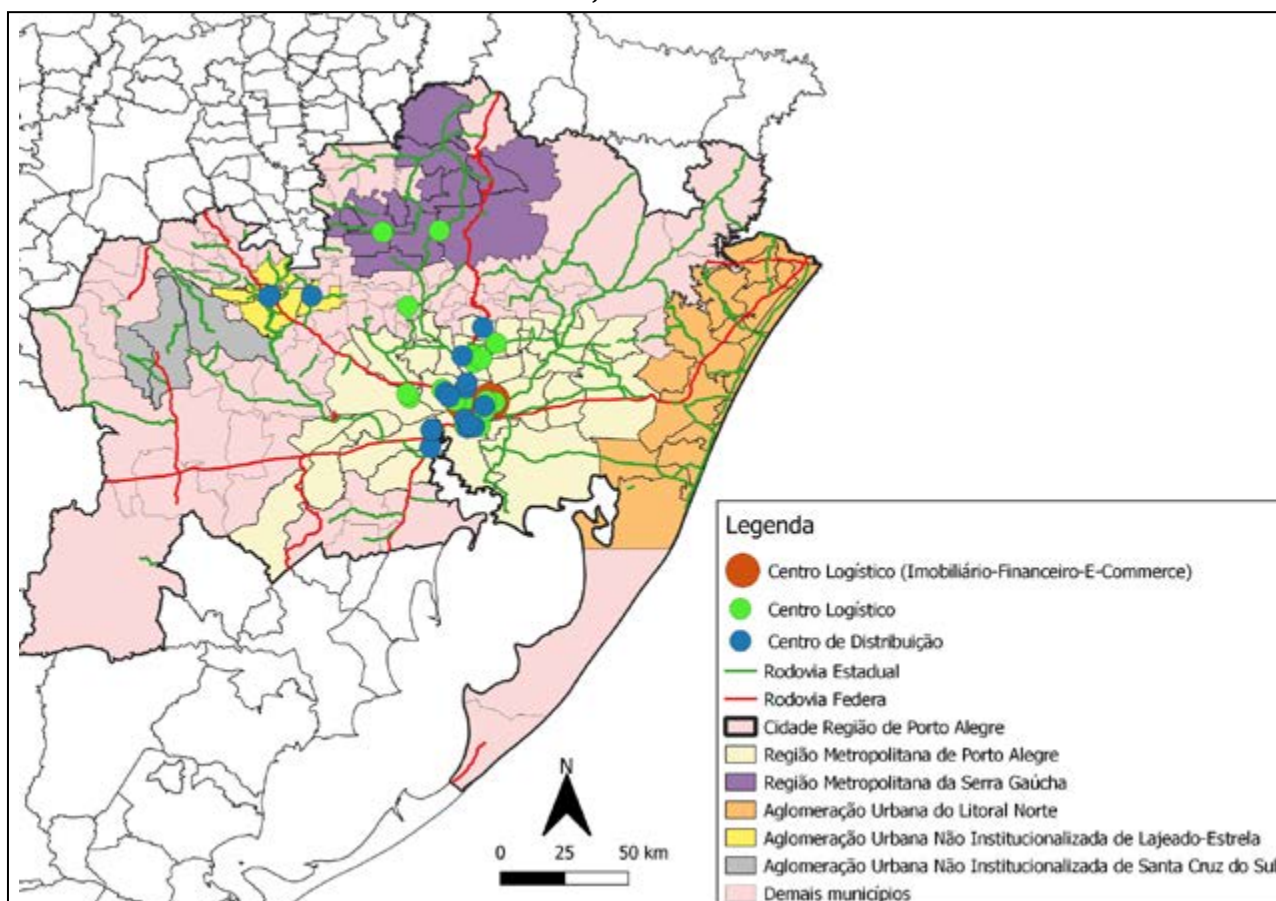 N
0 25 50 km
Legenda
Centro Logístico (Imobiliário-Financeiro-E-Commerce)
Centro Logístico
Centro de Distribuição
Rodovia Estadual
Rodovia Federa
Cidade Região de Porto Alegre
Região Metropolitana de Porto Alegre
Região Metropolitana da Serra Gaúcha
Aglomeração Urbana do Litoral Norte
Aglomeração Urbana Não Institucionalizada de Lajeado-Estrela
Aglomeração Urbana Não Institucionalizada de Santa Cruz do Sul
Demais municípios